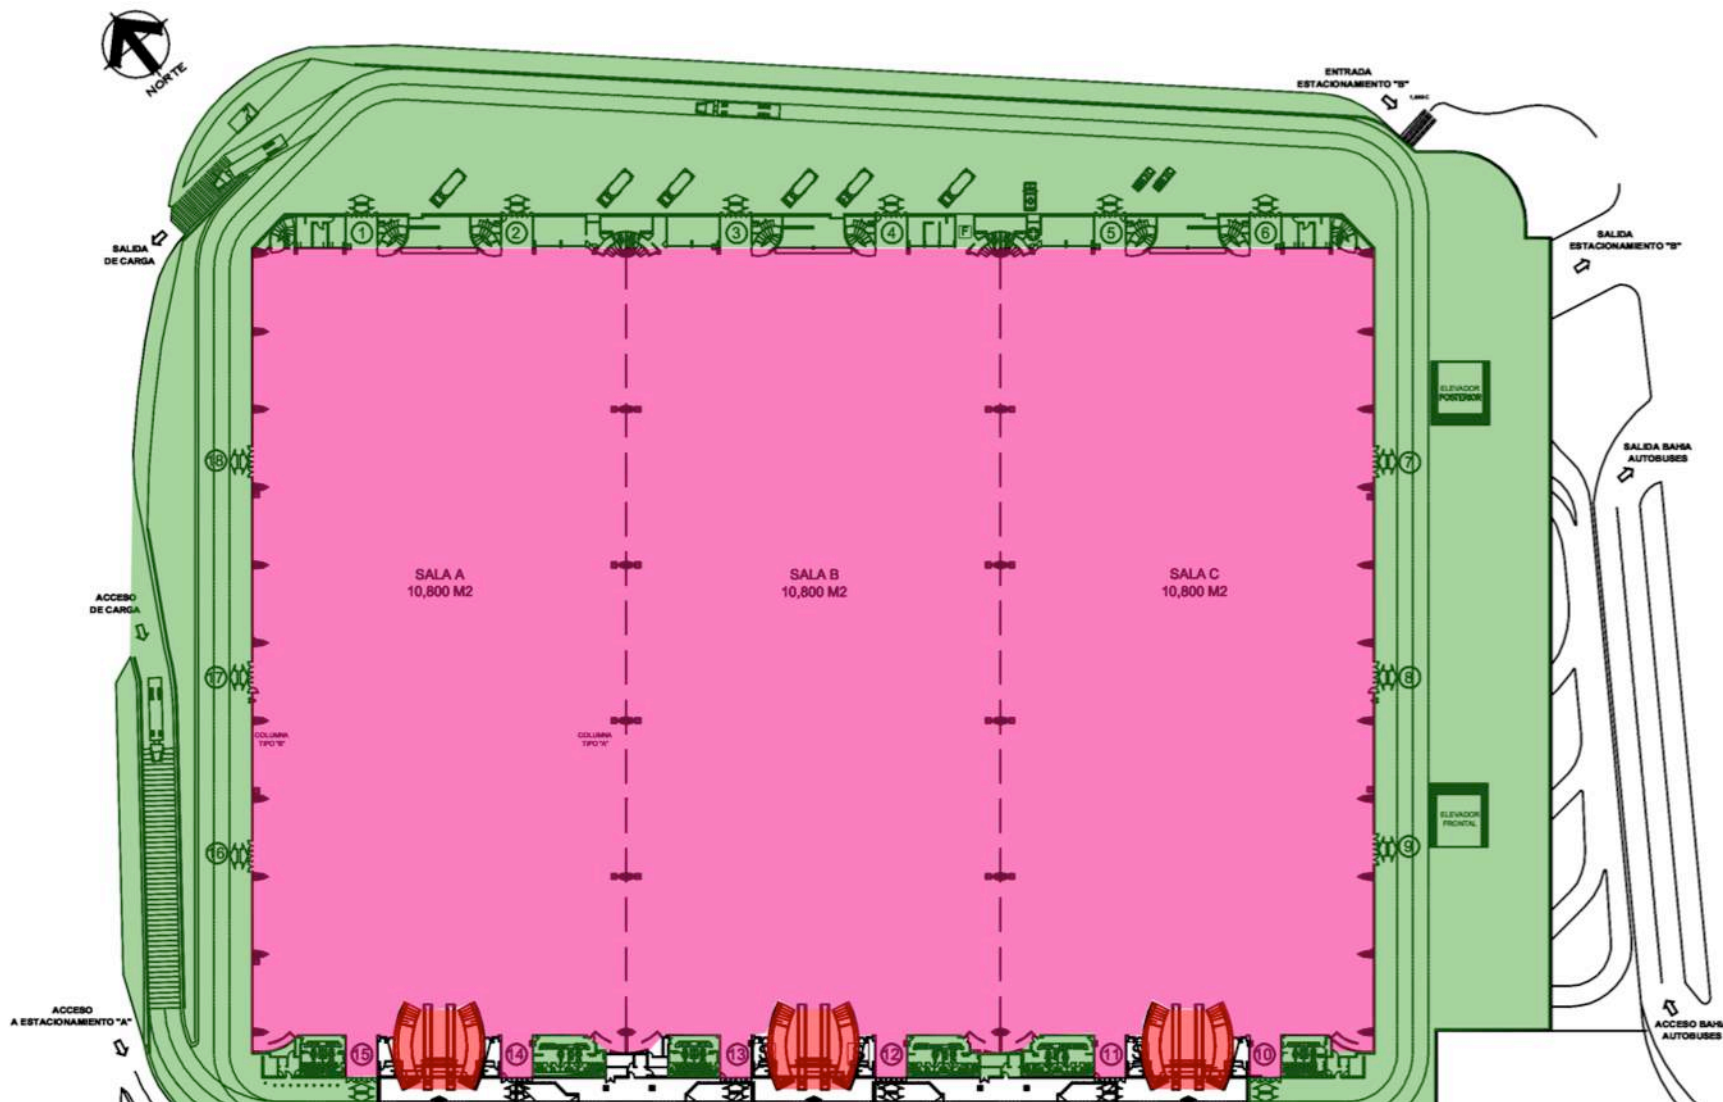 NORTE
ENTRADA
ESTACIONAMIENTO "B"
SALIDA
DE CARGA
1
2
3
4
F
5
6
SALIDA
ESTACIONAMIENTO "B"
ELEVADOR
POSTERIOR
18
7
SALIDA BAHIA
AUTOBUSES
SALA A
10,800 M2
SALA B
10,800 M2
SALA C
10,800 M2
ACCESO
DE CARGA
17
8
COLUMNA
TIPO "B"
COLUMNA
TIPO "A"
ELEVADOR
FRONTAL
16
9
ACCESO
A ESTACIONAMIENTO "A"
ACCESO BAHIA
AUTOBUSES
15
14
13
12
11
10